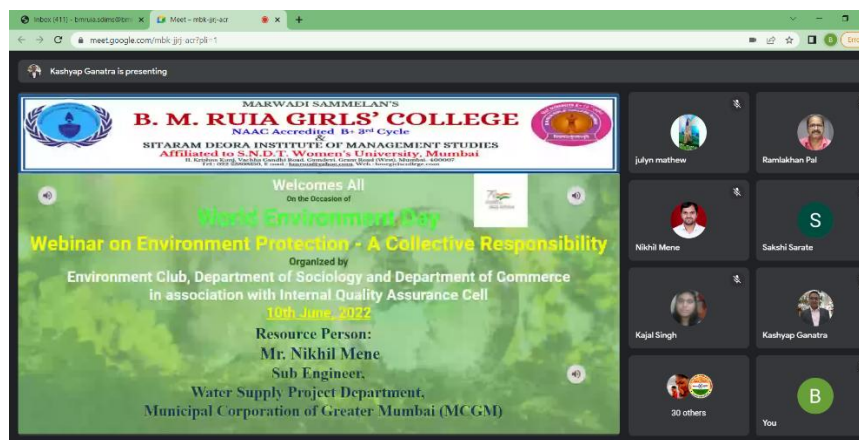 Inbox (411) - bmruia.sdims@bm
Meet – mbk-jjrj-acr
meet.google.com/mbk-jjrj-acr?pli=1
Kashyap Ganatra is presenting
MARWADI SAMMELAN'S
B. M. RUIA GIRLS' COLLEGE
NAAC Accredited B+ 3rd Cycle
&
SITARAM DEORA INSTITUTE OF MANAGEMENT STUDIES
Affiliated to S.N.D.T. Women's University, Mumbai
Welcomes All
On the Occasion of
World Environment Day
Webinar on Environment Protection - A Collective Responsibility
Organized by
Environment Club, Department of Sociology and Department of Commerce
in association with Internal Quality Assurance Cell
10th June, 2022
Resource Person:
Mr. Nikhil Mene
Sub Engineer,
Water Supply Project Department,
Municipal Corporation of Greater Mumbai (MCGM)
julyn mathew
Ramlakhan Pal
Nikhil Mene
S
Sakshi Sarate
Kajal Singh
Kashyap Ganatra
30 others
B
You